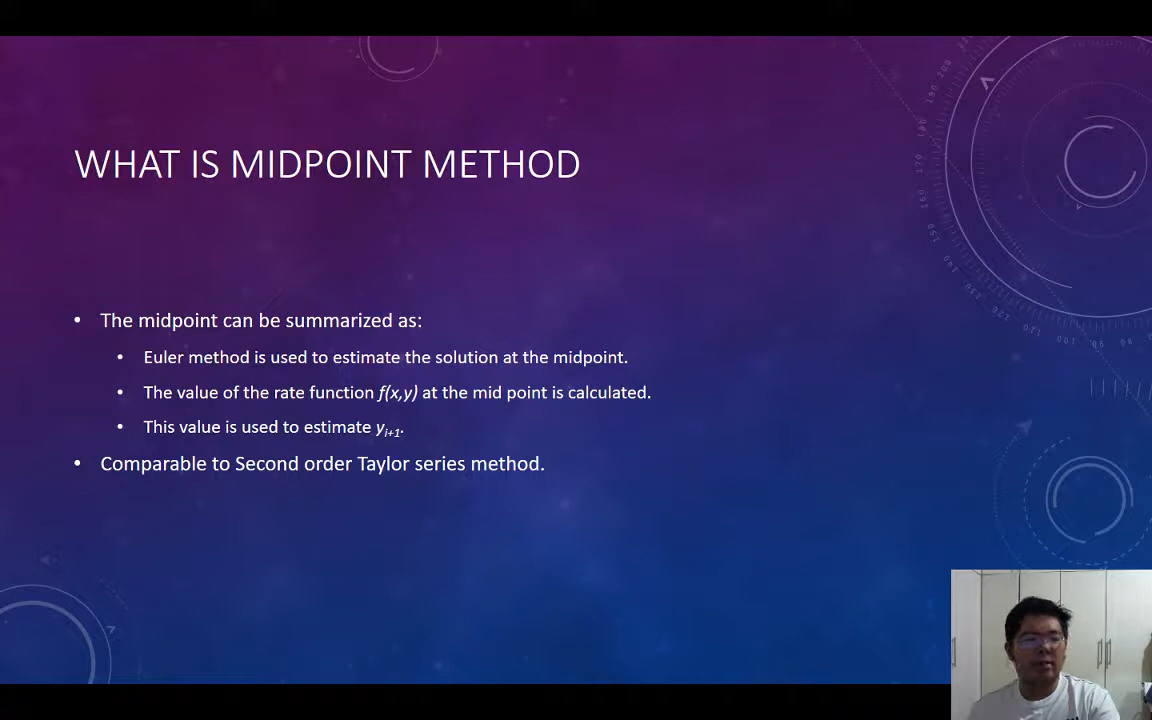 WHAT IS MIDPOINT METHOD
• The midpoint can be summarized as:
• Euler method is used to estimate the solution at the midpoint.
• The value of the rate function f(x,y) at the mid point is calculated.
• This value is used to estimate yi+1.
• Comparable to Second order Taylor series method.